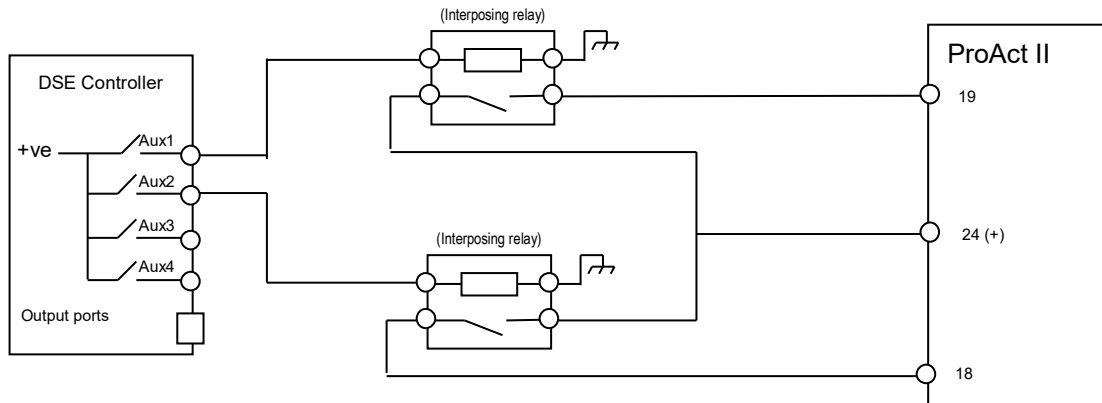 (Interposing relay)
ProAct II
DSE Controller
19
+ve
Aux1
Aux2
Aux3
Aux4
(Interposing relay)
24 (+)
Output ports
18